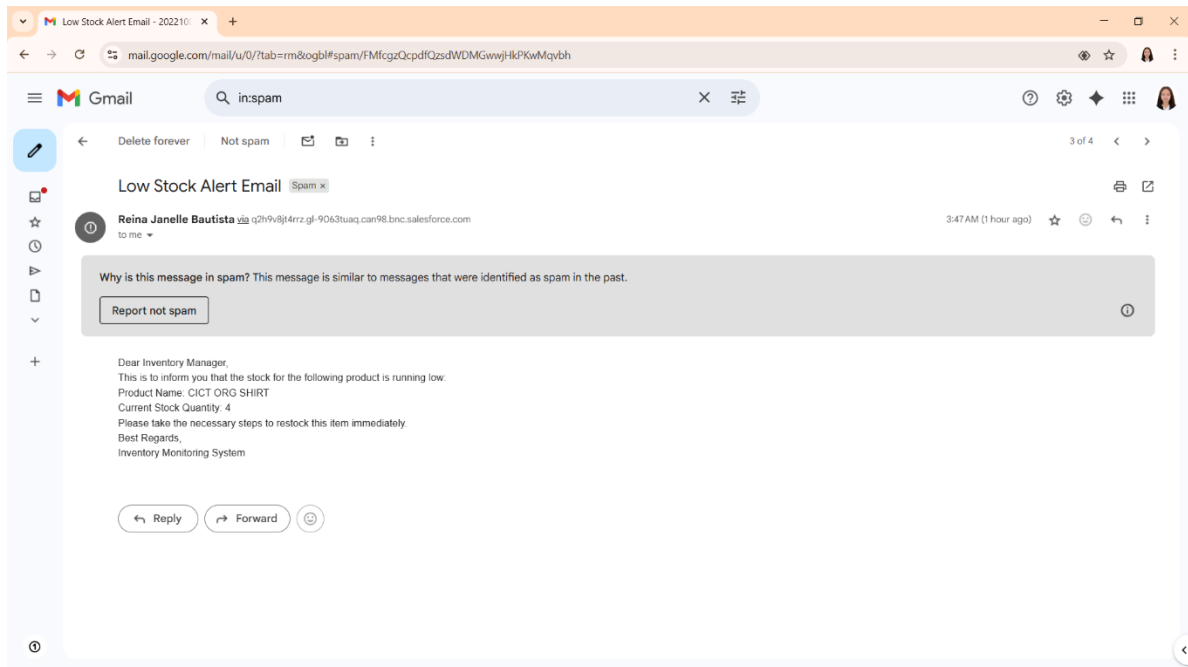 Low Stock Alert Email - 202210
mail.google.com/mail/u/0/?tab=rm&ogbl#spam/FMfcgzQcpdfQzsdWDMGwwjHkPKwMqvbh
Gmail
in:spam
Delete forever
Not spam
3 of 4
Low Stock Alert Email
Spam ×
Reina Janelle Bautista via q2h9v8jt4rrz.gl-9063tuaq.can98.bnc.salesforce.com
3:47 AM (1 hour ago)
to me
Why is this message in spam? This message is similar to messages that were identified as spam in the past.
Report not spam
Dear Inventory Manager,
This is to inform you that the stock for the following product is running low:
Product Name: CICT ORG SHIRT
Current Stock Quantity: 4
Please take the necessary steps to restock this item immediately.
Best Regards,
Inventory Monitoring System
Reply
Forward